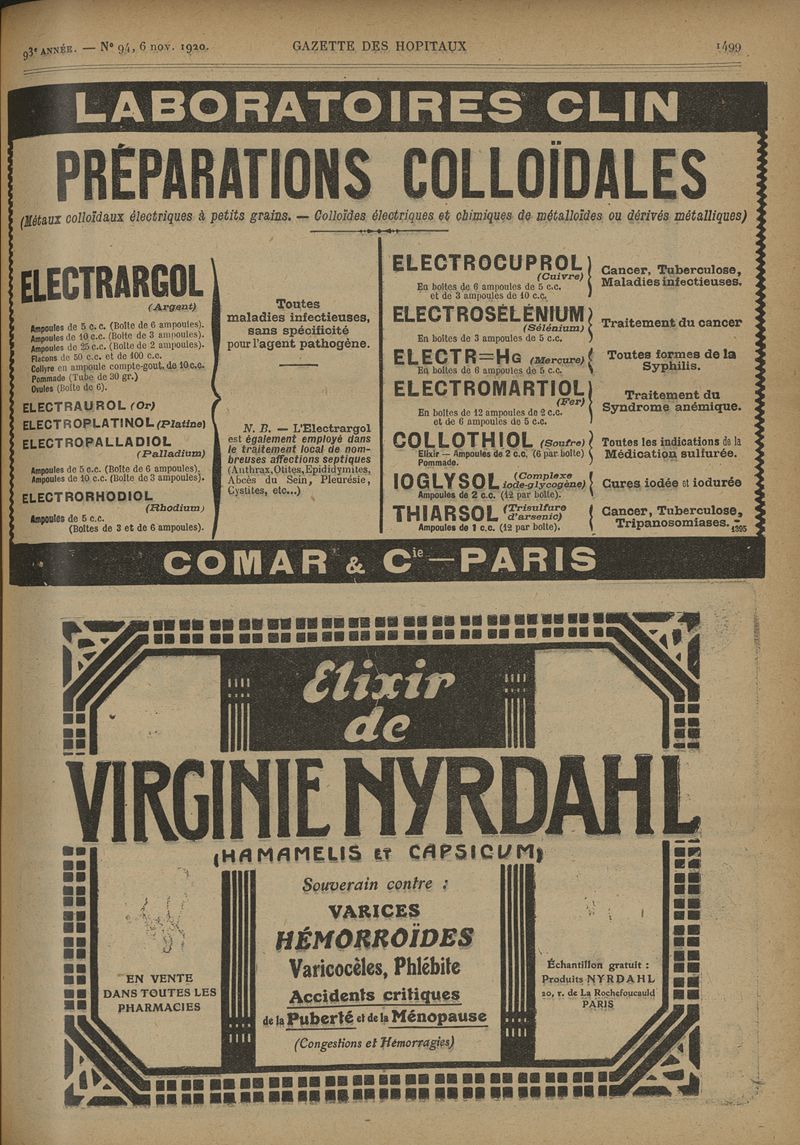 93e ANNÉE. — N° 94, 6 nov. 1920. GAZETTE DES HOPITAUX 1499
LABORATOIRES CLIN
PRÉPARATIONS COLLOÏDALES
(Métaux colloïdaux électriques à petits grains. — Colloïdes électriques et chimiques de métalloïdes ou dérivés métalliques)
ELECTRARGOL
(Argent)
Ampoules de 5 c. c. (Boîte de 6 ampoules).
Ampoules de 10 c.c. (Boîte de 3 ampoules).
Ampoules de 25 c.c. (Boîte de 2 ampoules).
Flacons de 50 c.c. et de 100 c.c.
Collyre en ampoule compte-gout. de 10 c.c.
Pommade (Tube de 30 gr.)
Ovules (Boîte de 6).
ELECTRAUROL (Or)
ELECTROPLATINOL (Platine)
ELECTROPALLADIOL
(Palladium)
Ampoules de 5 c.c. (Boîte de 6 ampoules).
Ampoules de 10 c.c. (Boîte de 3 ampoules).
ELECTRORHODIOL
(Rhodium)
Ampoules de 5 c.c.
(Boîtes de 3 et de 6 ampoules).
Toutes
maladies infectieuses,
sans spécificité
pour l'agent pathogène.
N. B. — L'Electrargol
est également employé dans
le traitement local de nom-
breuses affections septiques
(Anthrax, Otites, Epididymites,
Abcès du Sein, Pleurésie,
Cystites, etc...)
ELECTROCUPROL
(Cuivre)
En boîtes de 6 ampoules de 5 c.c.
et de 3 ampoules de 10 c.c.
Cancer, Tuberculose,
Maladies infectieuses.
ELECTROSÉLÉNIUM
(Sélénium)
En boîtes de 3 ampoules de 5 c.c.
Traitement du cancer
ELECTR=Hg (Mercure)
En boîtes de 6 ampoules de 5 c.c.
Toutes formes de la
Syphilis.
ELECTROMARTIOL
(Fer)
En boîtes de 12 ampoules de 2 c.c.
et de 6 ampoules de 5 c.c.
Traitement du
Syndrome anémique.
COLLOTHIOL (Soufre)
Elixir — Ampoules de 2 c.c. (6 par boîte)
Pommade.
Toutes les indications de la
Médication sulfurée.
IOGLYSOL (Complexe
iode-glycogène)
Ampoules de 2 c.c. (12 par boîte).
Cures iodée et iodurée
THIARSOL (Trisulfure
d'arsenic)
Ampoules de 1 c.c. (12 par boîte).
Cancer, Tuberculose,
Tripanosomiases.
1395
COMAR & Cie — PARIS
Elixir
de
VIRGINIE NYRDAHL
(HAMAMELIS ET CAPSICUM)
Souverain contre :
VARICES
HÉMORROÏDES
Varicocèles, Phlébite
Accidents critiques
de la Puberté et de la Ménopause
(Congestions et Hémorragies)
EN VENTE
DANS TOUTES LES
PHARMACIES
Échantillon gratuit :
Produits NYRDAHL
20, r. de La Rochefoucauld
PARIS